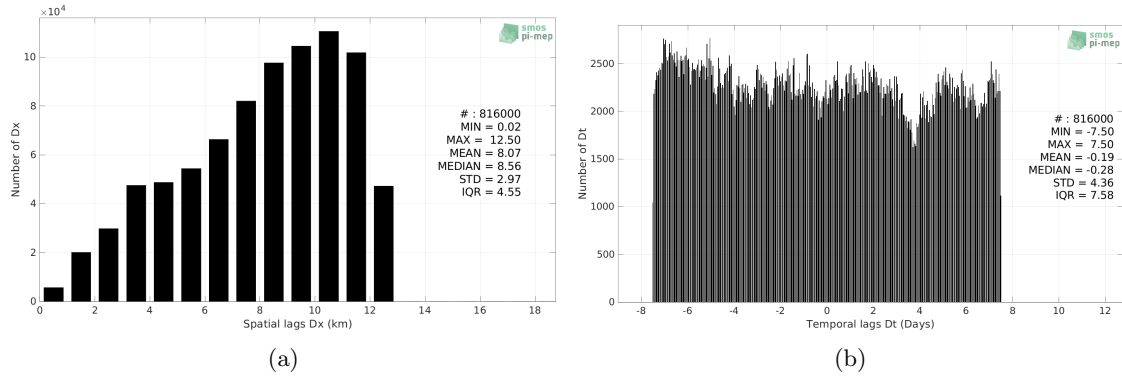 ×10⁴
smos
pi-mep
10
8
6
4
2
0
Number of Dx
# : 816000
MIN = 0.02
MAX = 12.50
MEAN = 8.07
MEDIAN = 8.56
STD = 2.97
IQR = 4.55
0 2 4 6 8 10 12 14 16 18
Spatial lags Dx (km)
(a)
smos
pi-mep
2500
2000
1500
1000
500
0
Number of Dt
# : 816000
MIN = -7.50
MAX = 7.50
MEAN = -0.19
MEDIAN = -0.28
STD = 4.36
IQR = 7.58
-8 -6 -4 -2 0 2 4 6 8 10 12
Temporal lags Dt (Days)
(b)